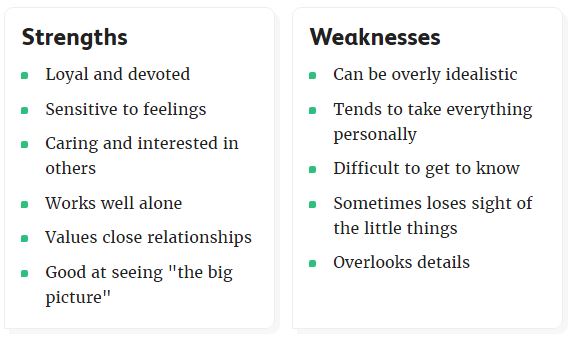 Strengths
Loyal and devoted
Sensitive to feelings
Caring and interested in
others
Works well alone
Values close relationships
Good at seeing "the big
picture"
Weaknesses
Can be overly idealistic
Tends to take everything
personally
Difficult to get to know
Sometimes loses sight of
the little things
Overlooks details